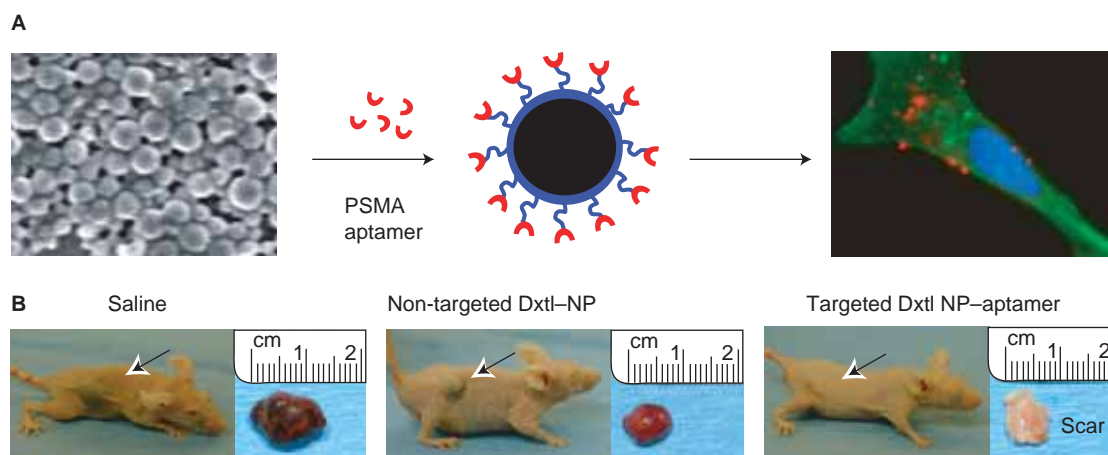 A
PSMA
aptamer
B
Saline
Non-targeted Dxtl–NP
Targeted Dxtl NP–aptamer
cm 1 2
cm 1 2
cm 1 2
Scar